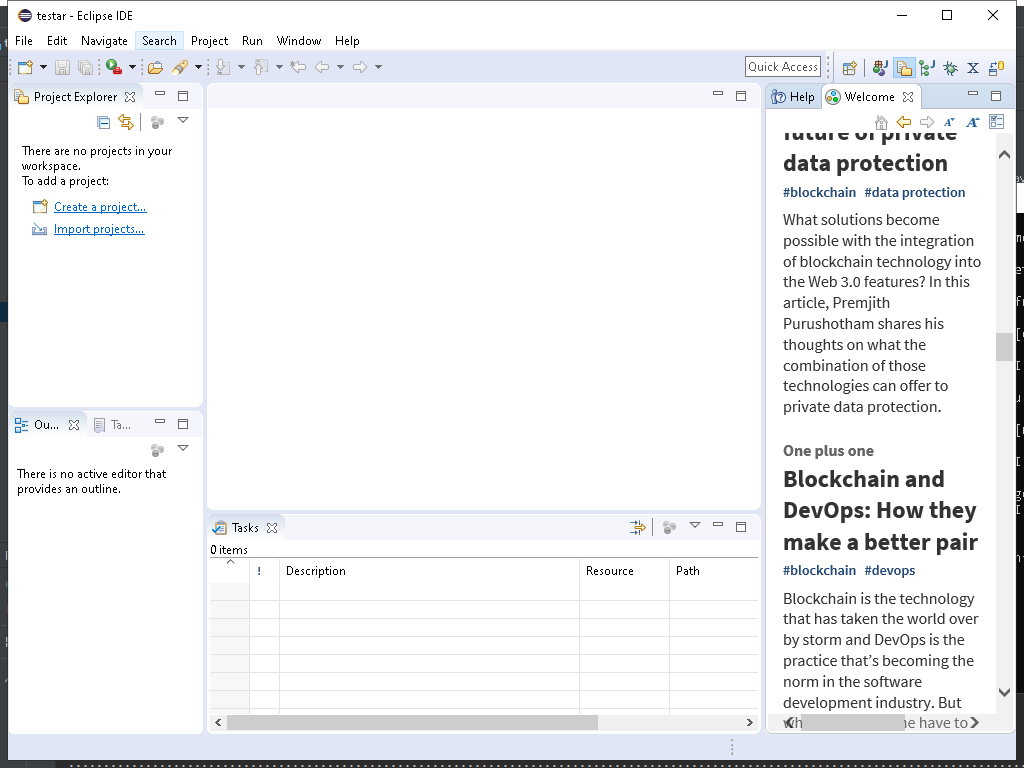 testar - Eclipse IDE
File Edit Navigate Search Project Run Window Help
Quick Access
Project Explorer
Help Welcome
There are no projects in your
workspace.
To add a project:
Create a project...
Import projects...
Ou... Ta...
There is no active editor that
provides an outline.
Tasks
0 items
! Description Resource Path
future of private
data protection
#blockchain #data protection
What solutions become
possible with the integration
of blockchain technology into
the Web 3.0 features? In this
article, Premjith
Purushotham shares his
thoughts on what the
combination of those
technologies can offer to
private data protection.
One plus one
Blockchain and
DevOps: How they
make a better pair
#blockchain #devops
Blockchain is the technology
that has taken the world over
by storm and DevOps is the
practice that's becoming the
norm in the software
development industry. But
have to